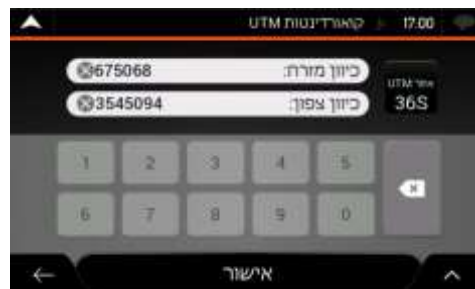 קואורדינטות UTM 17:00
כיוון מזרח: 675068
אזור UTM
כיוון צפון: 3545094
36S
1 2 3 4 5
6 7 8 9 0
אישור